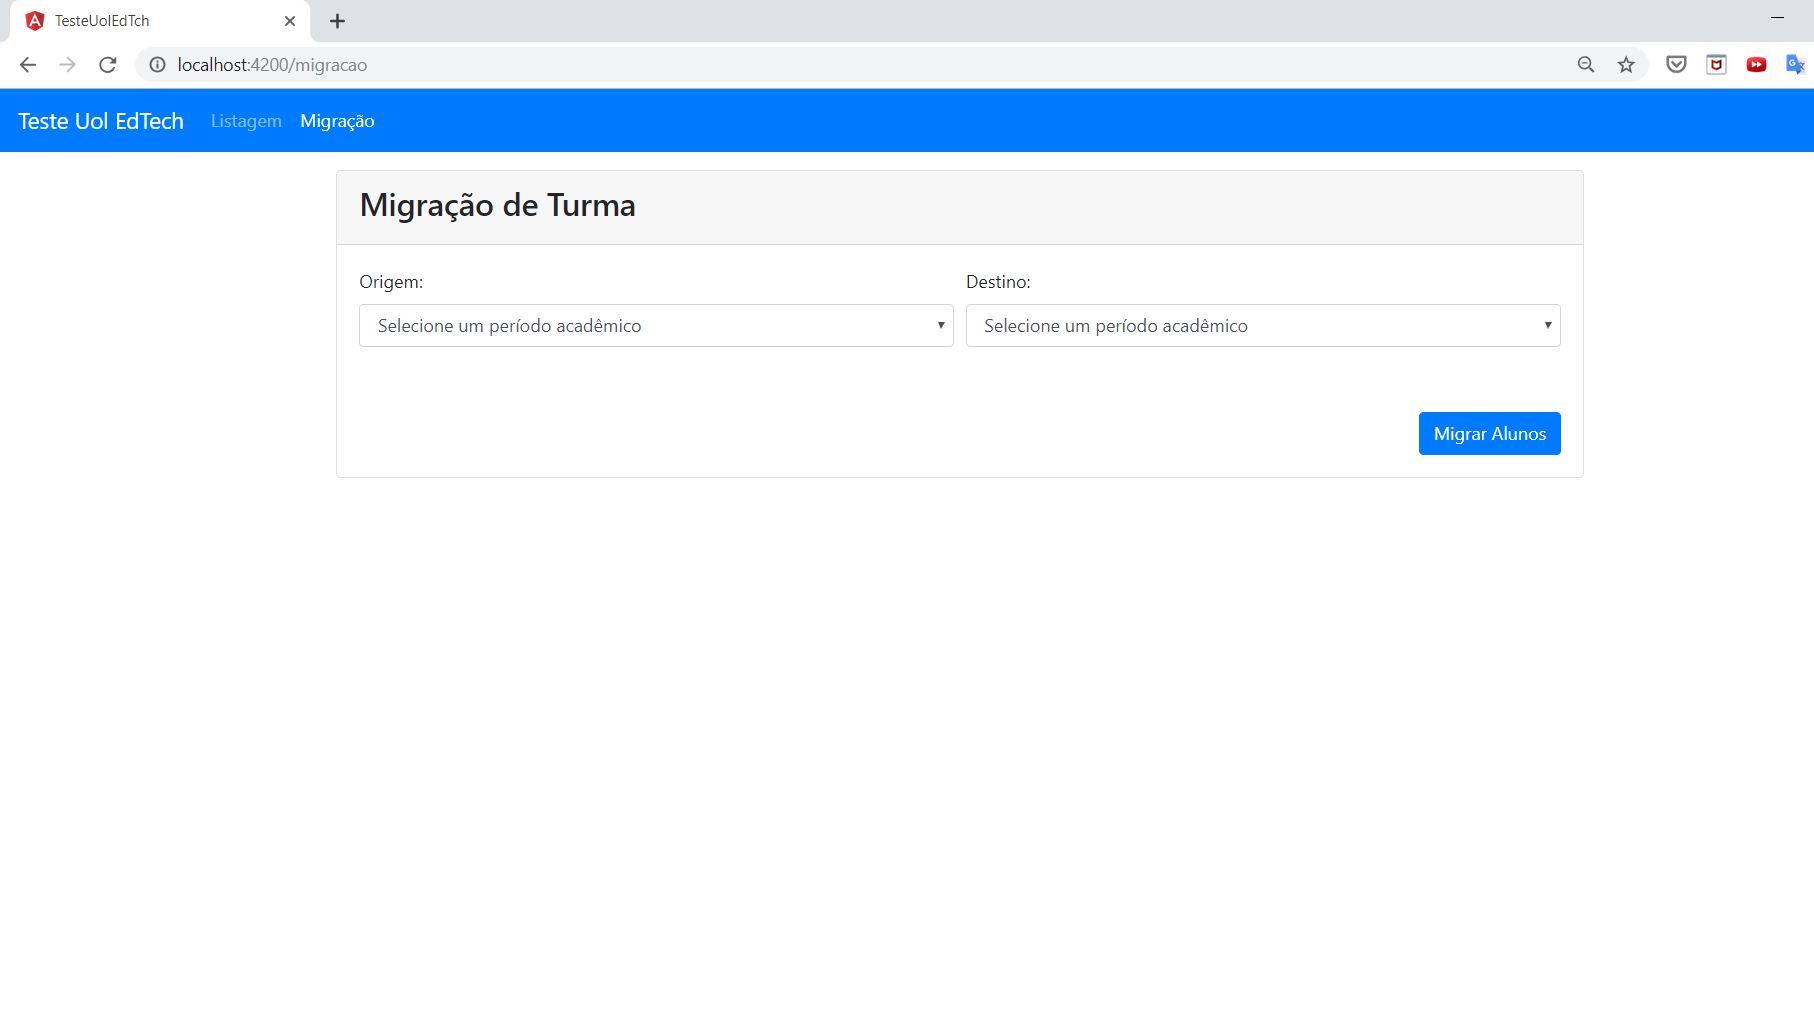 TesteUolEdTch
localhost:4200/migracao
Teste Uol EdTech Listagem Migração
Migração de Turma
Origem: Destino:
Selecione um período acadêmico Selecione um período acadêmico
Migrar Alunos